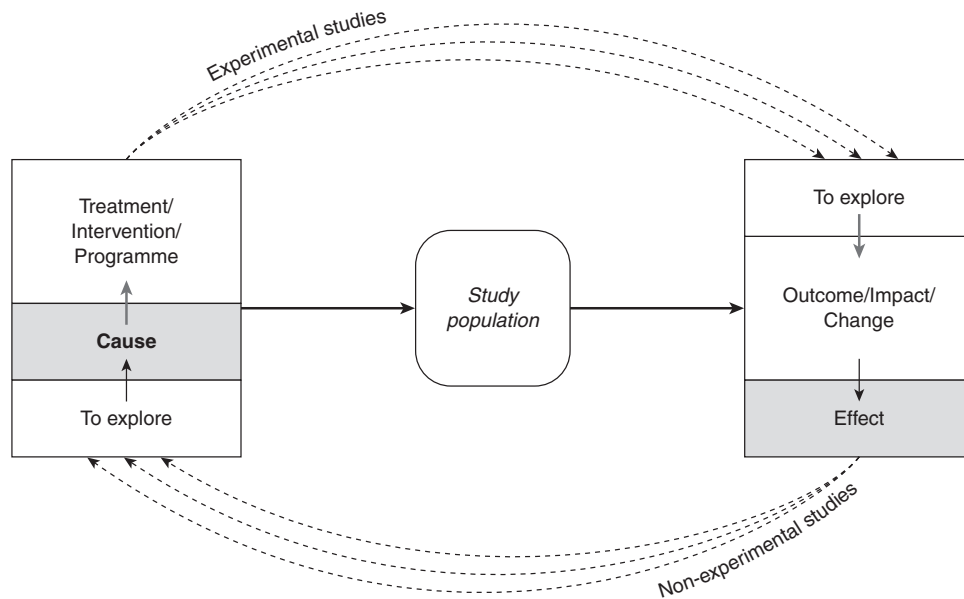 Experimental studies
Treatment/
Intervention/
Programme
Cause
To explore
Study
population
To explore
Outcome/Impact/
Change
Effect
Non-experimental studies